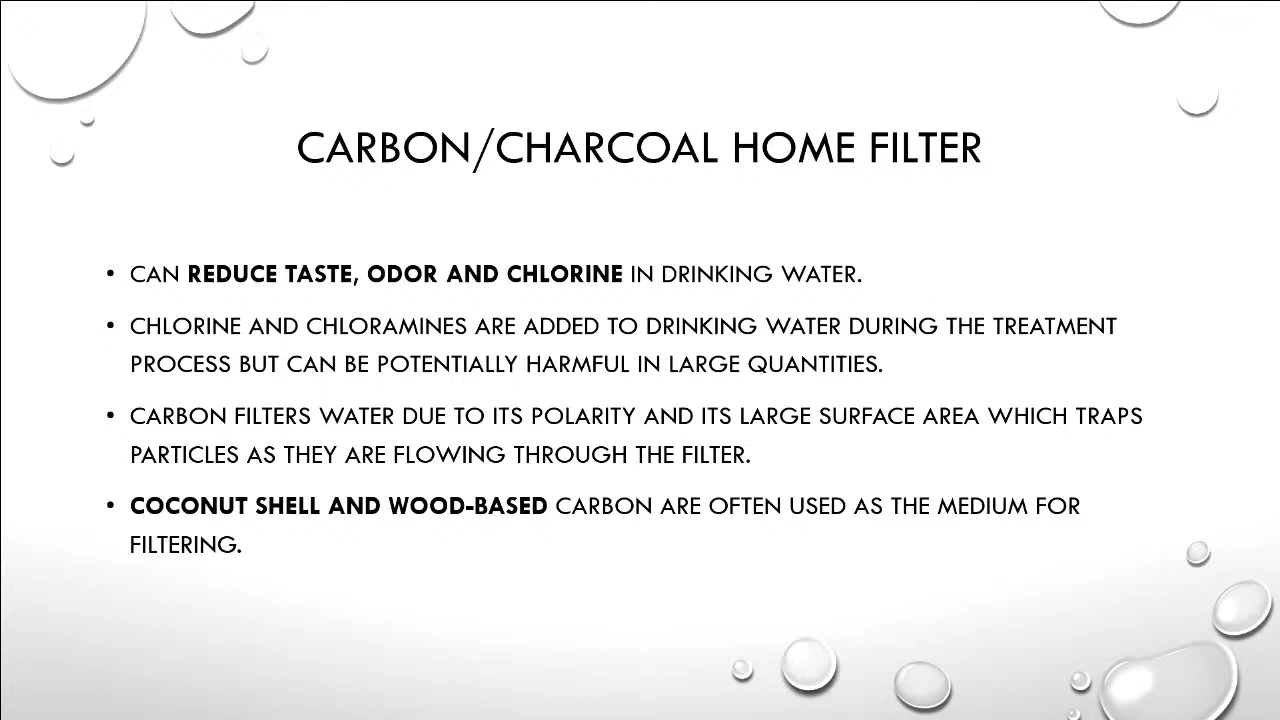 CARBON/CHARCOAL HOME FILTER
• CAN REDUCE TASTE, ODOR AND CHLORINE IN DRINKING WATER.
• CHLORINE AND CHLORAMINES ARE ADDED TO DRINKING WATER DURING THE TREATMENT
PROCESS BUT CAN BE POTENTIALLY HARMFUL IN LARGE QUANTITIES.
• CARBON FILTERS WATER DUE TO ITS POLARITY AND ITS LARGE SURFACE AREA WHICH TRAPS
PARTICLES AS THEY ARE FLOWING THROUGH THE FILTER.
• COCONUT SHELL AND WOOD-BASED CARBON ARE OFTEN USED AS THE MEDIUM FOR
FILTERING.